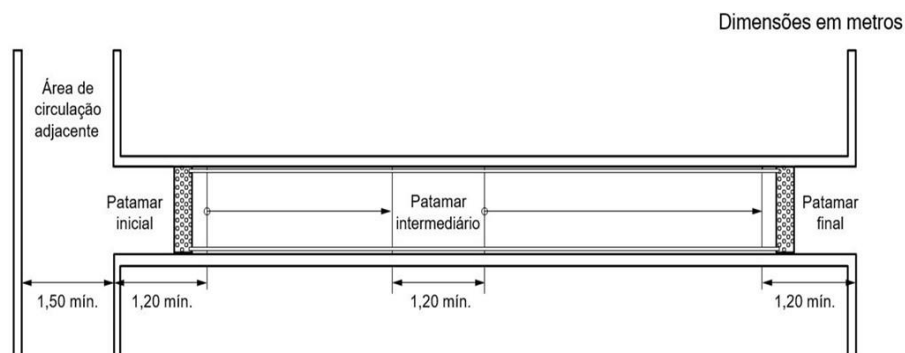 Dimensões em metros
Área de
circulação
adjacente
Patamar
inicial
Patamar
intermediário
Patamar
final
1,50 mín.
1,20 mín.
1,20 mín.
1,20 mín.